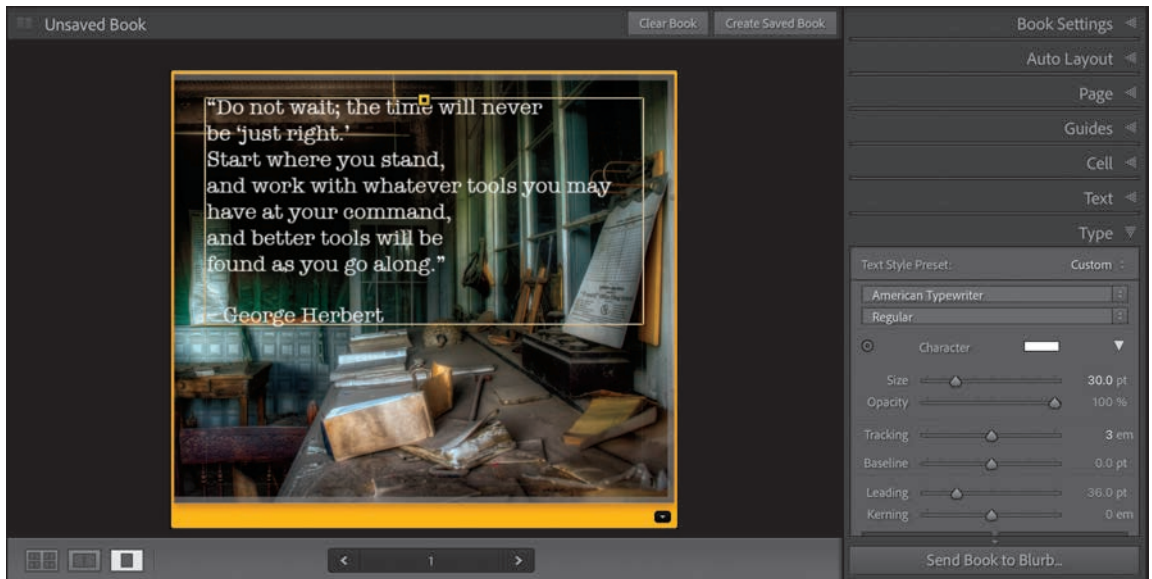 Unsaved Book
Clear Book
Create Saved Book
“Do not wait; the time will never
be ‘just right.’
Start where you stand,
and work with whatever tools you may
have at your command,
and better tools will be
found as you go along.”
—George Herbert
1
Book Settings
Auto Layout
Page
Guides
Cell
Text
Type
Text Style Preset: Custom
American Typewriter
Regular
Character
Size 30.0 pt
Opacity 100 %
Tracking 3 em
Baseline 0.0 pt
Leading 36.0 pt
Kerning 0 em
Send Book to Blurb...